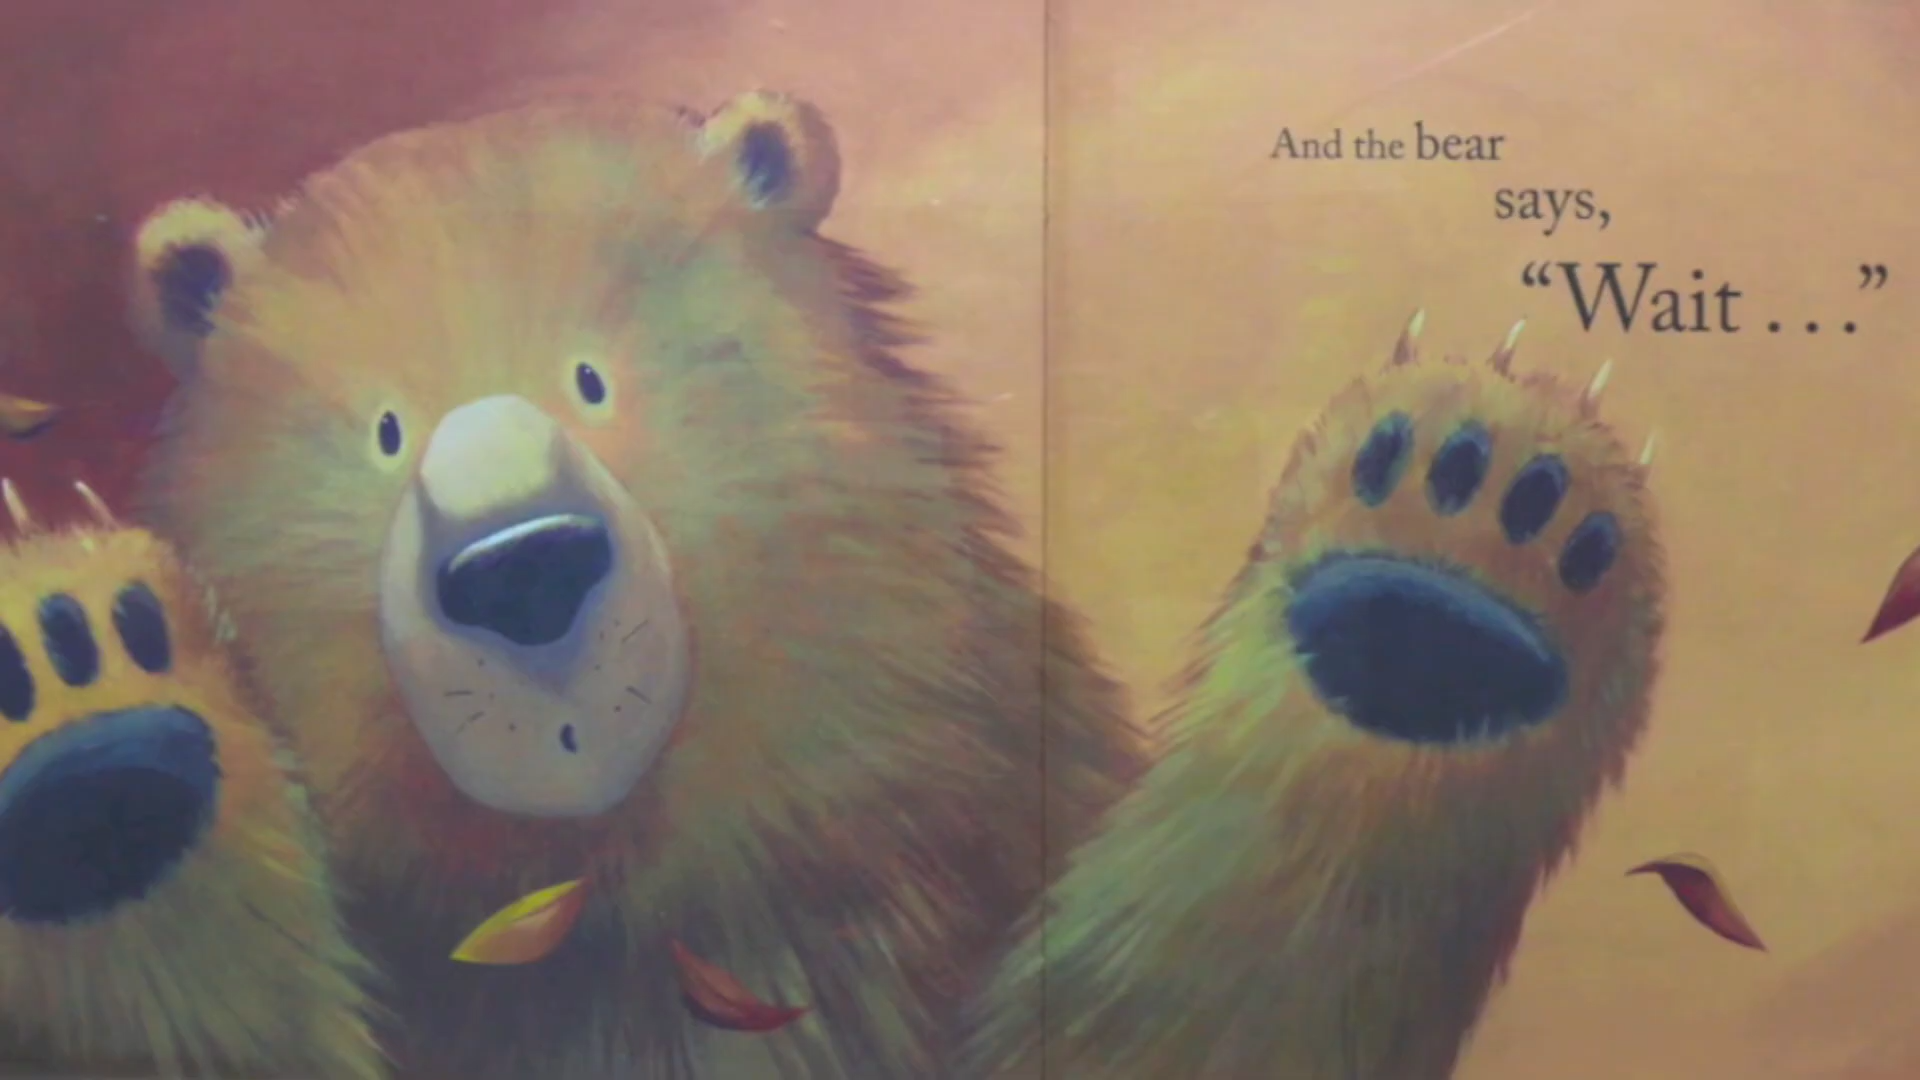 And the bear
says,
“Wait . . .”